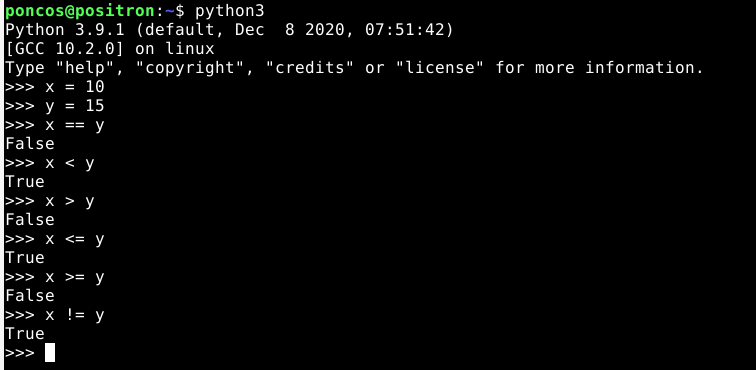 poncos@positron:~$ python3
Python 3.9.1 (default, Dec  8 2020, 07:51:42)
[GCC 10.2.0] on linux
Type "help", "copyright", "credits" or "license" for more information.
>>> x = 10
>>> y = 15
>>> x == y
False
>>> x < y
True
>>> x > y
False
>>> x <= y
True
>>> x >= y
False
>>> x != y
True
>>>